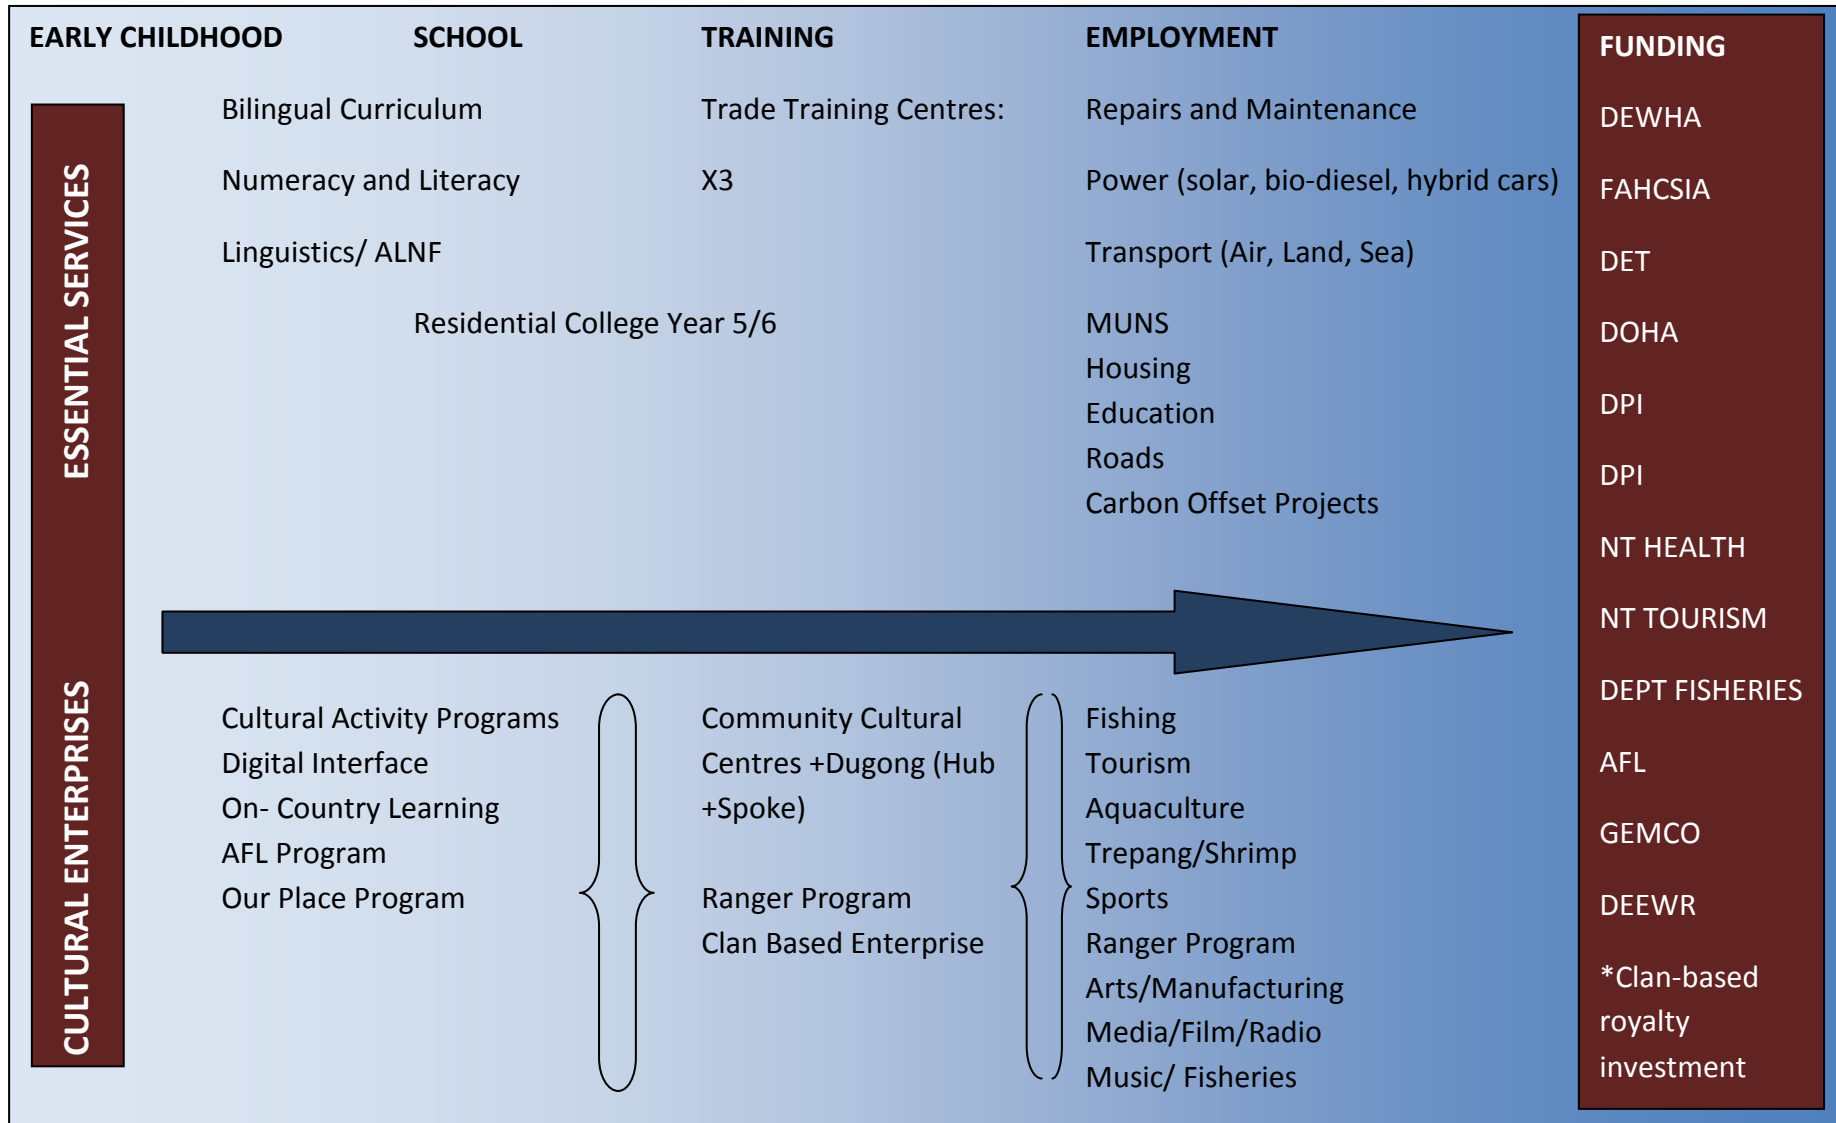 EARLY CHILDHOOD
SCHOOL
TRAINING
EMPLOYMENT
ESSENTIAL SERVICES
Bilingual Curriculum
Numeracy and Literacy
Linguistics/ ALNF
Residential College Year 5/6
Trade Training Centres:
X3
Repairs and Maintenance
Power (solar, bio-diesel, hybrid cars)
Transport (Air, Land, Sea)
MUNS
Housing
Education
Roads
Carbon Offset Projects
CULTURAL ENTERPRISES
Cultural Activity Programs
Digital Interface
On- Country Learning
AFL Program
Our Place Program
Community Cultural
Centres +Dugong (Hub
+Spoke)
Ranger Program
Clan Based Enterprise
Fishing
Tourism
Aquaculture
Trepang/Shrimp
Sports
Ranger Program
Arts/Manufacturing
Media/Film/Radio
Music/ Fisheries
FUNDING
DEWHA
FAHCSIA
DET
DOHA
DPI
DPI
NT HEALTH
NT TOURISM
DEPT FISHERIES
AFL
GEMCO
DEEWR
*Clan-based
royalty
investment